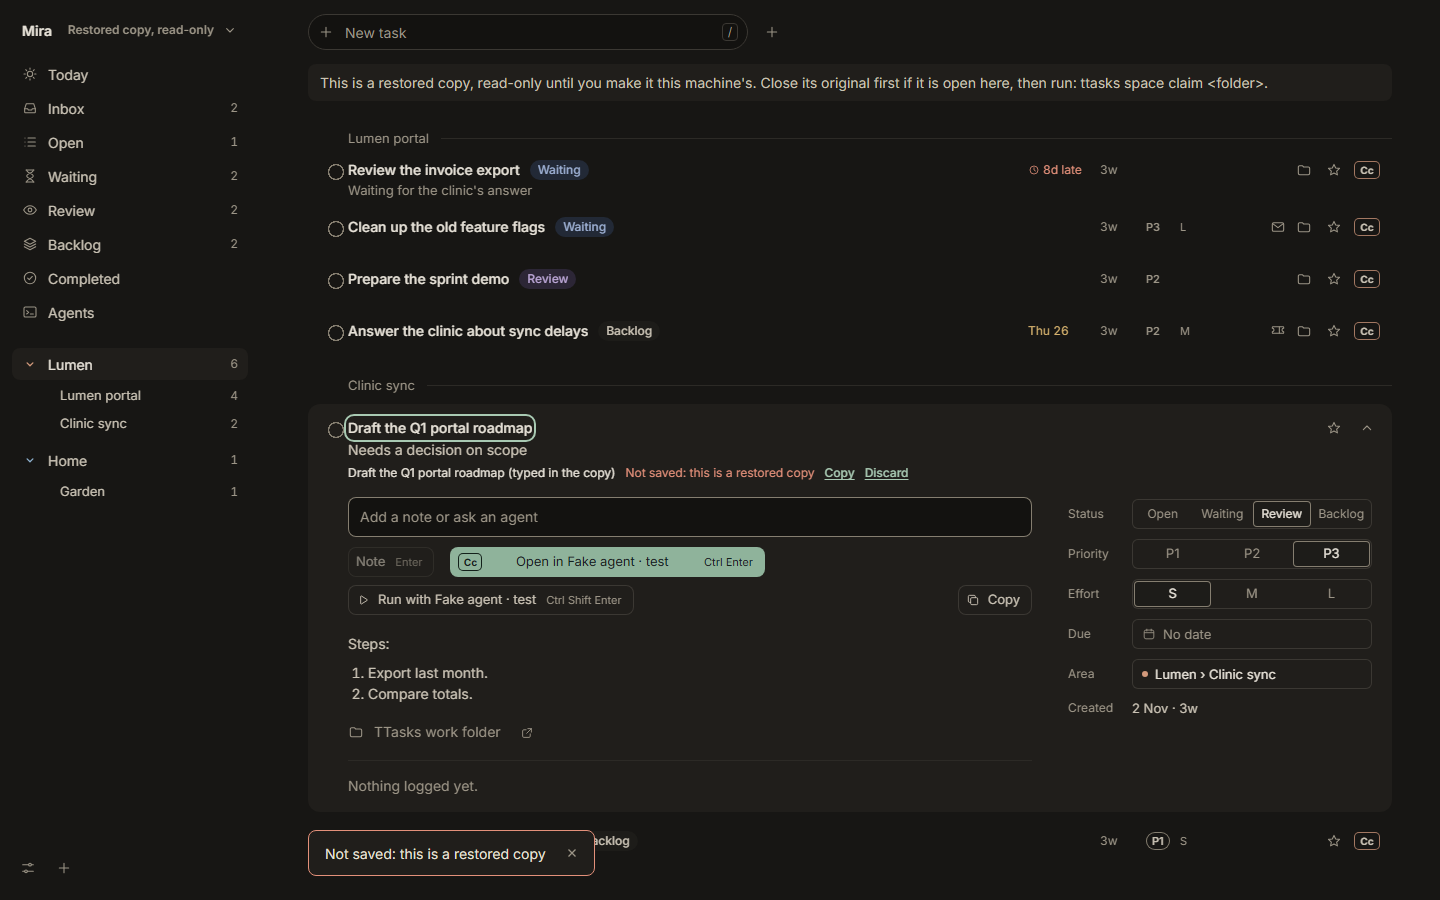 Mira Restored copy, read-only
Today
Inbox 2
Open 1
Waiting 2
Review 2
Backlog 2
Completed
Agents
Lumen 6
Lumen portal 4
Clinic sync 2
Home 1
Garden 1
New task /
This is a restored copy, read-only until you make it this machine's. Close its original first if it is open here, then run: ttasks space claim <folder>.
Lumen portal
Review the invoice export Waiting 8d late 3w Cc
Waiting for the clinic's answer
Clean up the old feature flags Waiting 3w P3 L Cc
Prepare the sprint demo Review 3w P2 Cc
Answer the clinic about sync delays Backlog Thu 26 3w P2 M Cc
Clinic sync
Draft the Q1 portal roadmap
Needs a decision on scope
Draft the Q1 portal roadmap (typed in the copy) Not saved: this is a restored copy Copy Discard
Add a note or ask an agent
Note Enter Cc Open in Fake agent · test Ctrl Enter
Run with Fake agent · test Ctrl Shift Enter Copy
Steps:
1. Export last month.
2. Compare totals.
TTasks work folder
Nothing logged yet.
Status Open Waiting Review Backlog
Priority P1 P2 P3
Effort S M L
Due No date
Area Lumen › Clinic sync
Created 2 Nov · 3w
acklog 3w P1 S Cc
Not saved: this is a restored copy ×